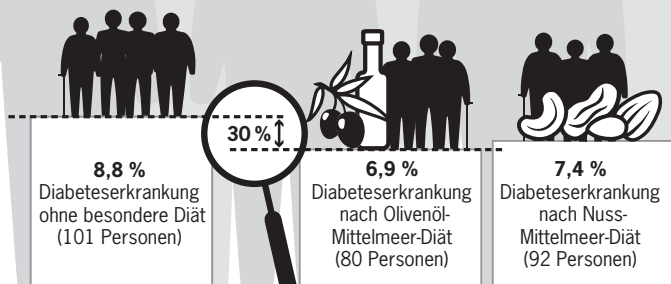 30 %
8,8 %
Diabeteserkrankung
ohne besondere Diät
(101 Personen)
6,9 %
Diabeteserkrankung
nach Olivenöl-
Mittelmeer-Diät
(80 Personen)
7,4 %
Diabeteserkrankung
nach Nuss-
Mittelmeer-Diät
(92 Personen)